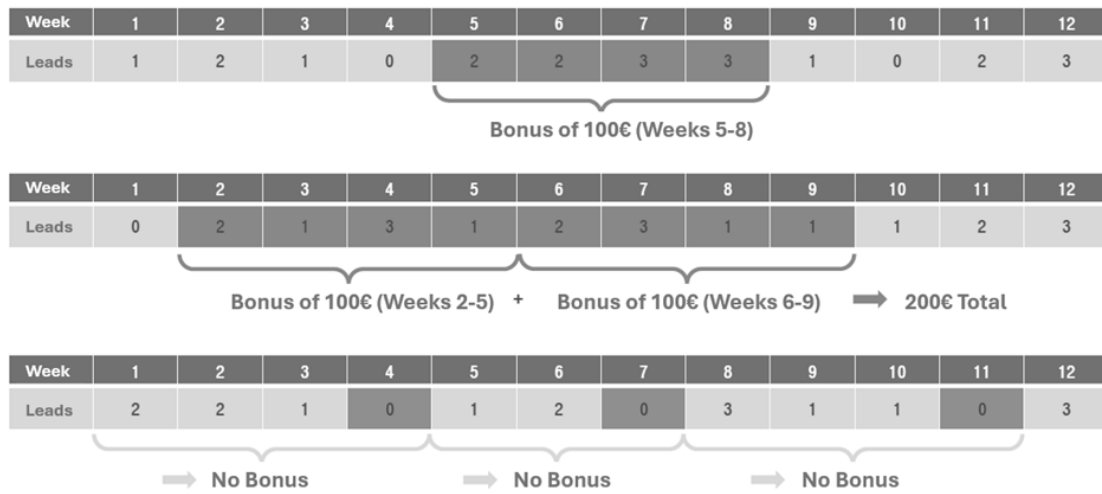 Week 1 2 3 4 5 6 7 8 9 10 11 12
Leads 1 2 1 0 2 2 3 3 1 0 2 3
Bonus of 100€ (Weeks 5-8)
Week 1 2 3 4 5 6 7 8 9 10 11 12
Leads 0 2 1 3 1 2 3 1 1 1 2 3
Bonus of 100€ (Weeks 2-5) + Bonus of 100€ (Weeks 6-9) 200€ Total
Week 1 2 3 4 5 6 7 8 9 10 11 12
Leads 2 2 1 0 1 2 0 3 1 1 0 3
No Bonus No Bonus No Bonus